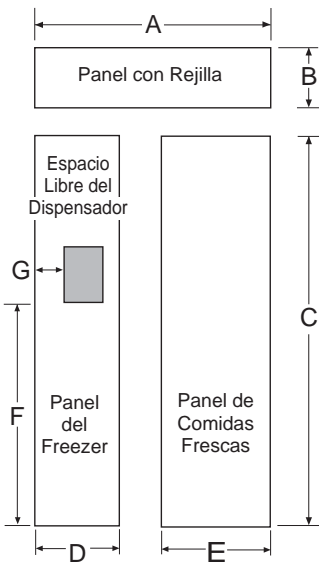 A
Panel con Rejilla
B
Espacio
Libre del
Dispensador
G
C
F
Panel
del
Freezer
Panel de
Comidas
Frescas
D
E